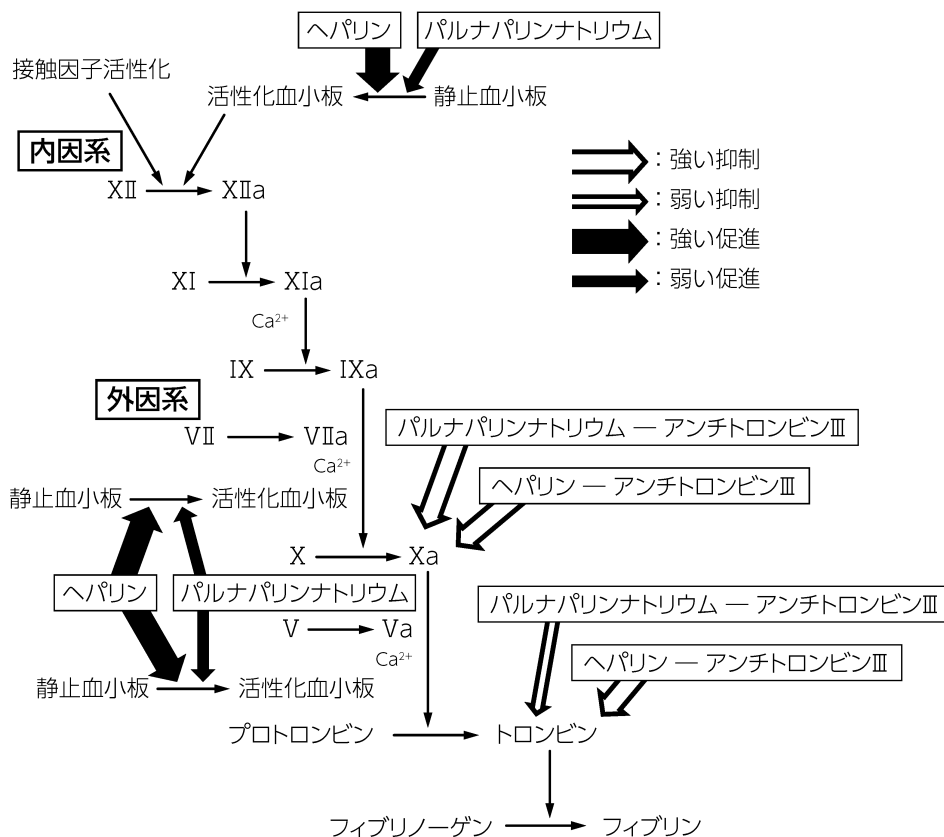 ヘパリン
パルナパリンナトリウム
接触因子活性化
活性化血小板
静止血小板
内因系
：強い抑制
：弱い抑制
：強い促進
：弱い促進
XII
XIIa
XI
XIa
Ca²⁺
IX
IXa
外因系
VII
VIIa
Ca²⁺
パルナパリンナトリウム — アンチトロンビンⅢ
ヘパリン — アンチトロンビンⅢ
静止血小板
活性化血小板
X
Xa
ヘパリン
パルナパリンナトリウム
パルナパリンナトリウム — アンチトロンビンⅢ
V
Va
Ca²⁺
ヘパリン — アンチトロンビンⅢ
静止血小板
活性化血小板
プロトロンビン
トロンビン
フィブリノーゲン
フィブリン